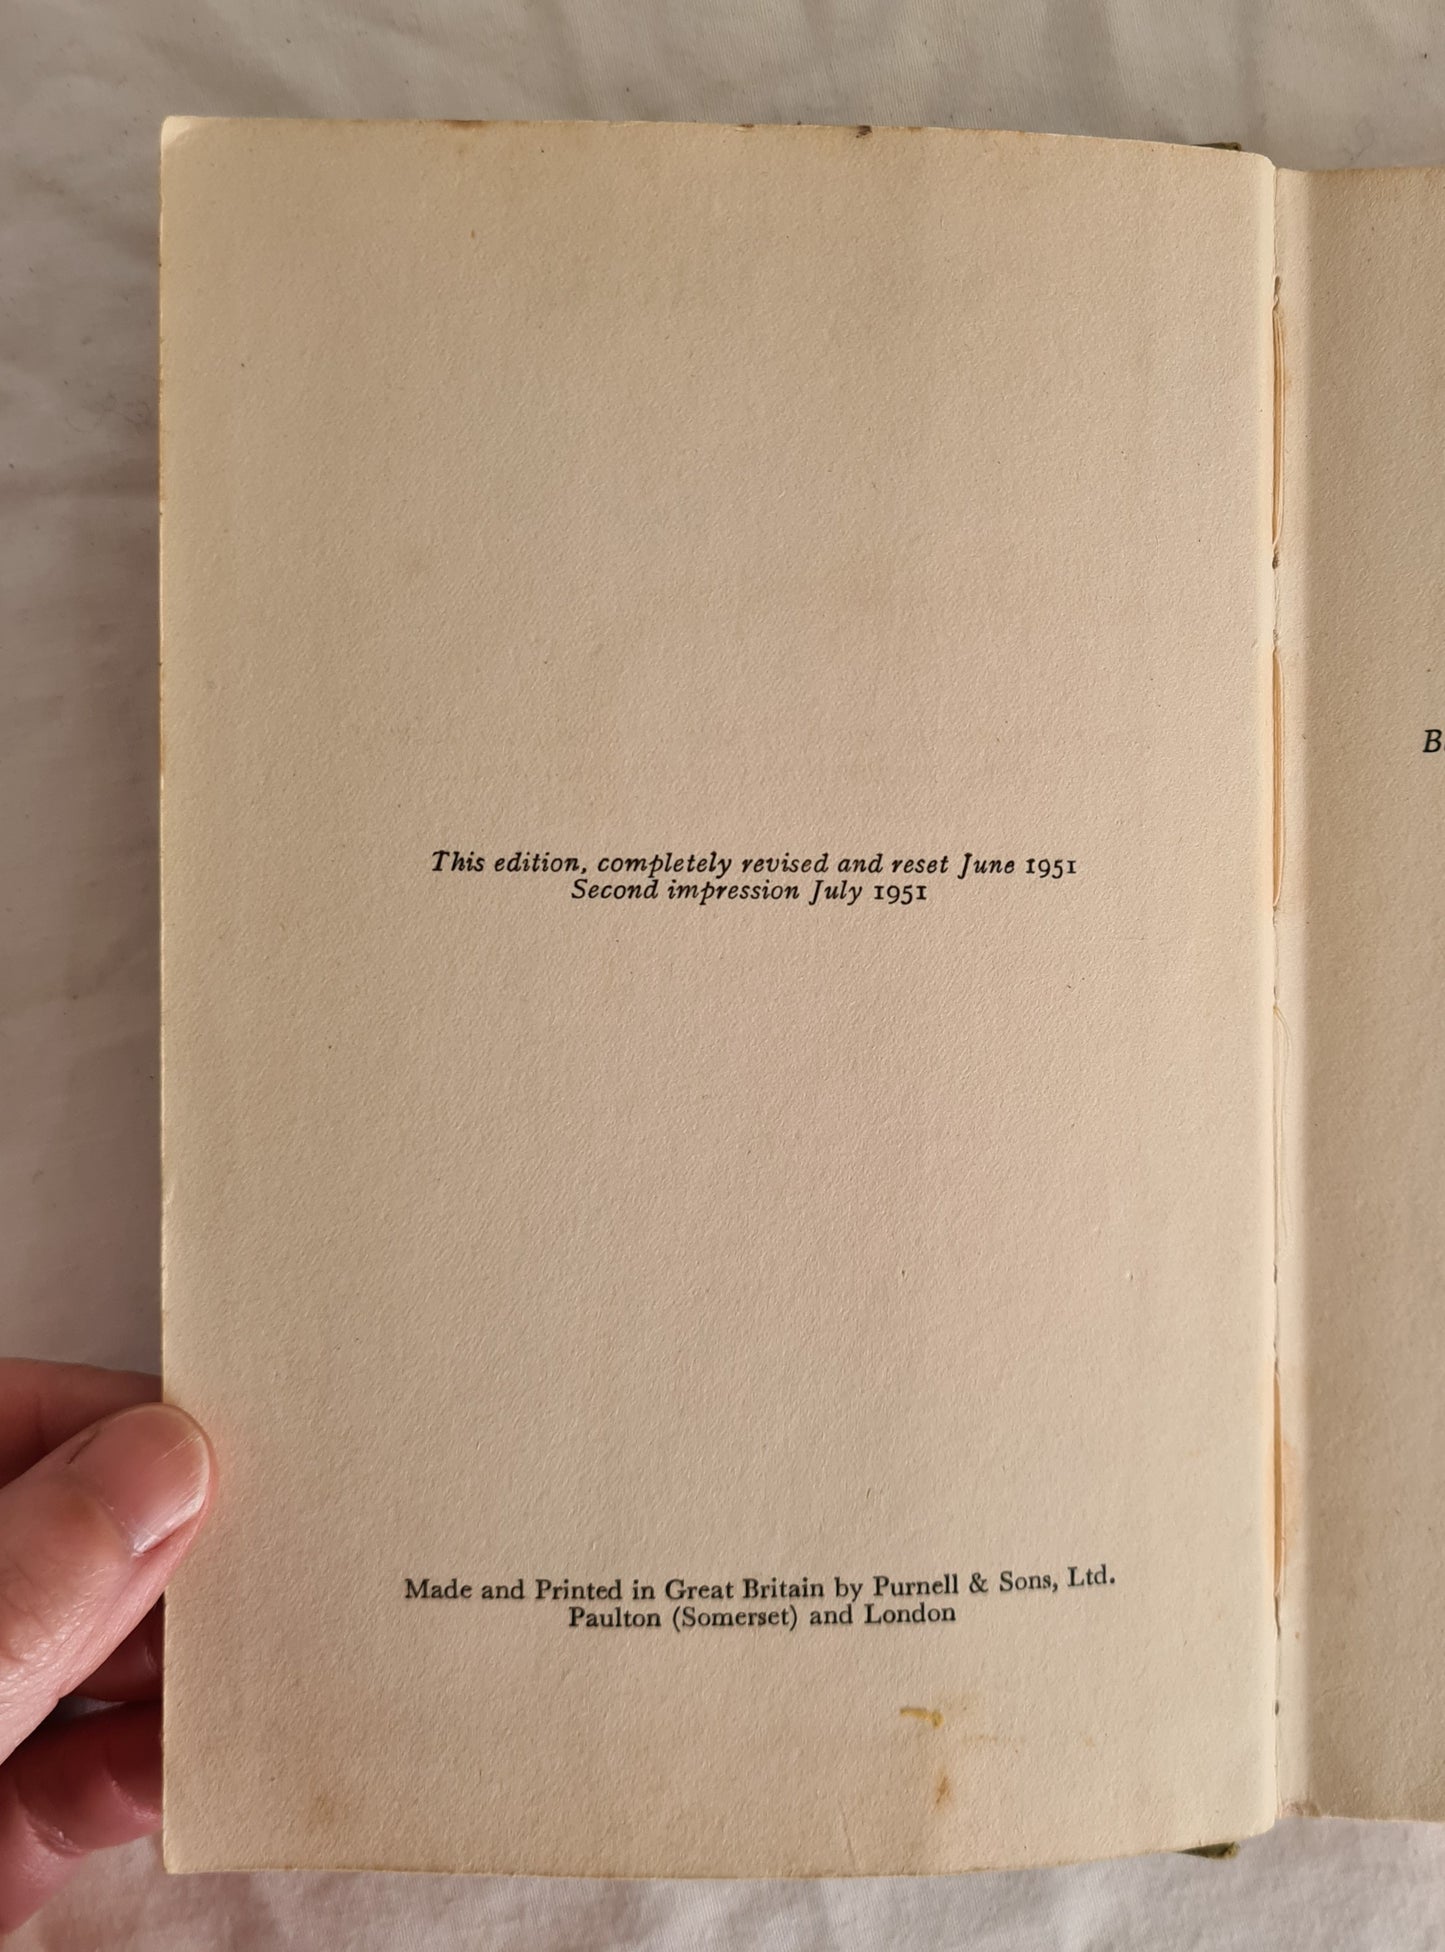 This edition, completely revised and reset June 1951
Second impression July 1951
Made and Printed in Great Britain by Purnell & Sons, Ltd.
Paulton (Somerset) and London